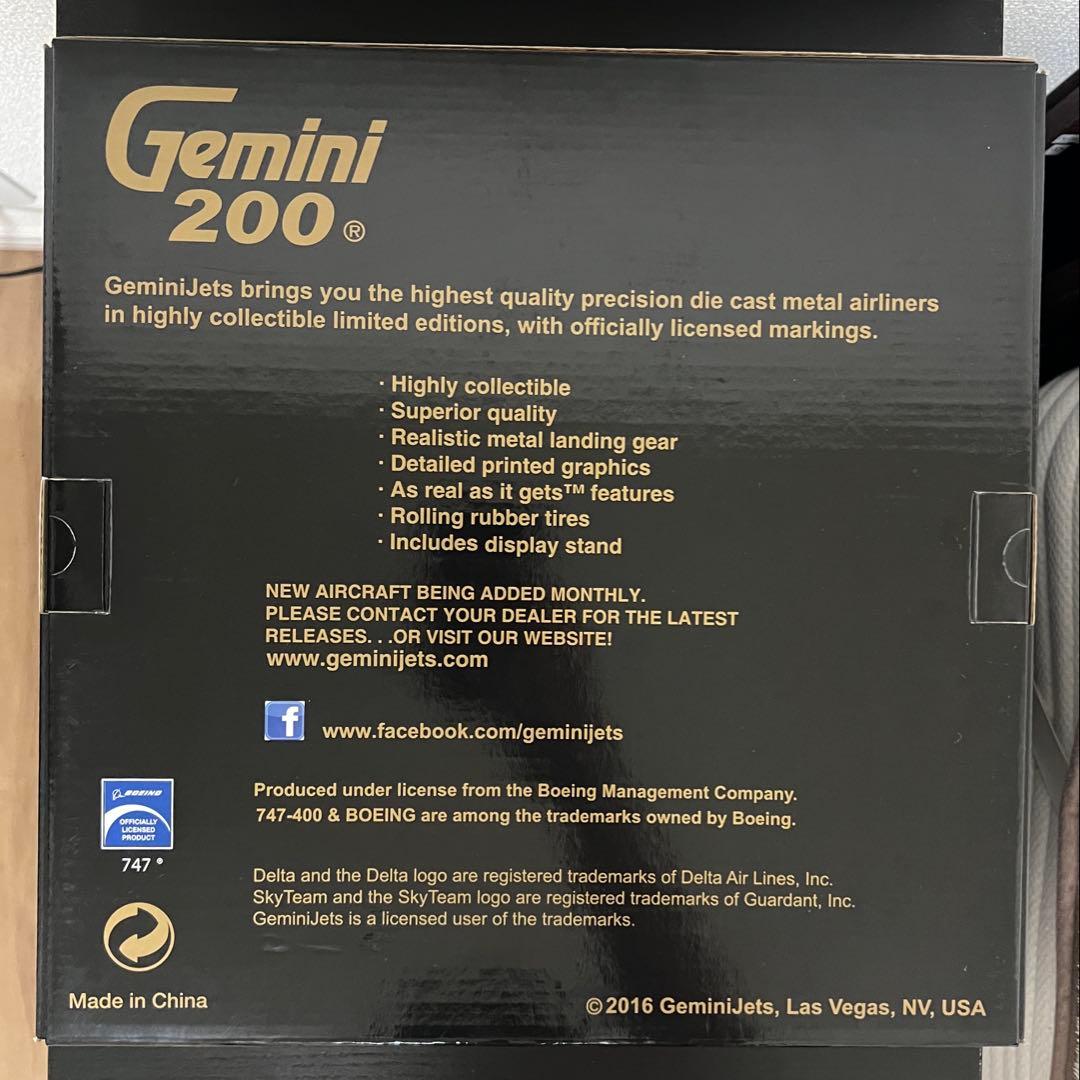 Gemini
200®
GeminiJets brings you the highest quality precision die cast metal airliners
in highly collectible limited editions, with officially licensed markings.
· Highly collectible
· Superior quality
· Realistic metal landing gear
· Detailed printed graphics
· As real as it gets™ features
· Rolling rubber tires
· Includes display stand
NEW AIRCRAFT BEING ADDED MONTHLY.
PLEASE CONTACT YOUR DEALER FOR THE LATEST
RELEASES. . .OR VISIT OUR WEBSITE!
www.geminijets.com
f www.facebook.com/geminijets
BOEING
OFFICIALLY
LICENSED
PRODUCT
747®
Produced under license from the Boeing Management Company.
747-400 & BOEING are among the trademarks owned by Boeing.
Delta and the Delta logo are registered trademarks of Delta Air Lines, Inc.
SkyTeam and the SkyTeam logo are registered trademarks of Guardant, Inc.
GeminiJets is a licensed user of the trademarks.
Made in China
©2016 GeminiJets, Las Vegas, NV, USA